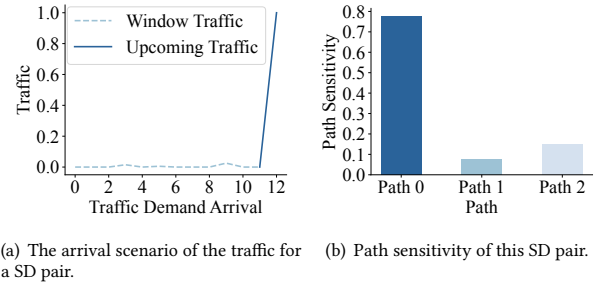 1.0
0.8
0.6
0.4
0.2
0.0
Traffic
Window Traffic
Upcoming Traffic
0 2 4 6 8 10 12
Traffic Demand Arrival
(a) The arrival scenario of the traffic for
a SD pair.
0.8
0.7
0.6
0.5
0.4
0.3
0.2
0.1
0.0
Path Sensitivity
Path 0 Path 1 Path 2
Path
(b) Path sensitivity of this SD pair.